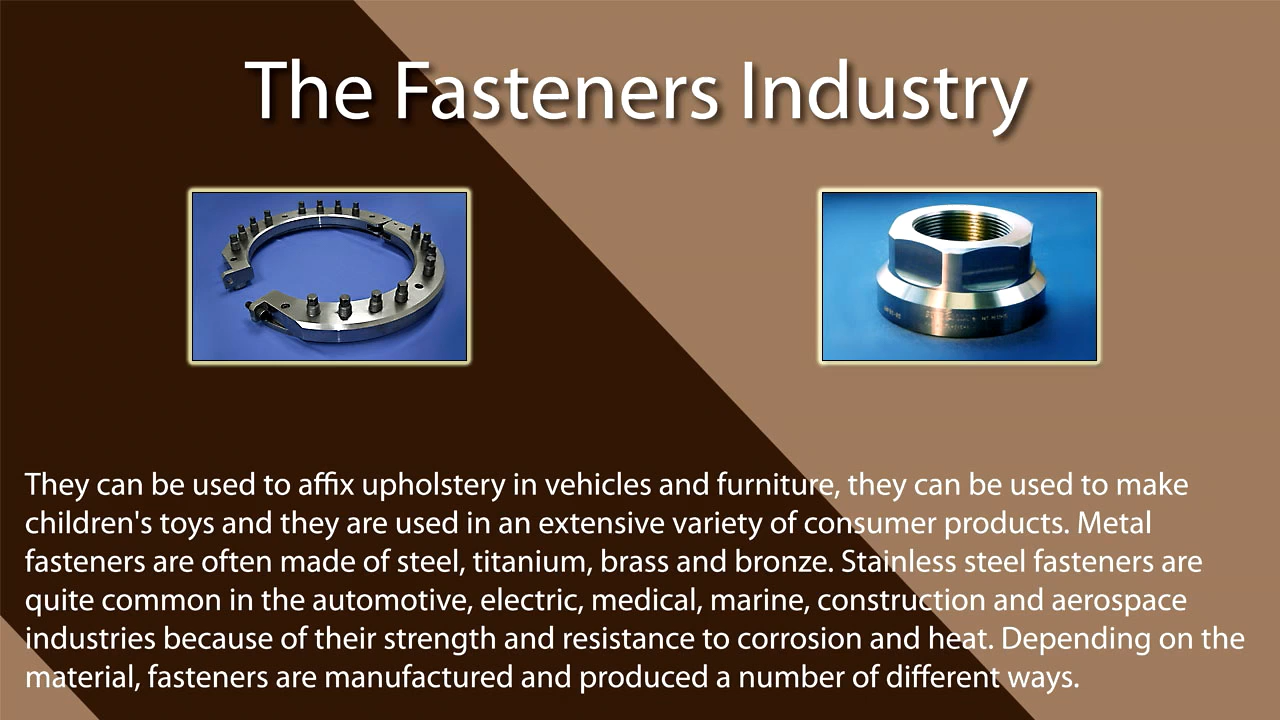 The Fasteners Industry
They can be used to affix upholstery in vehicles and furniture, they can be used to make
children's toys and they are used in an extensive variety of consumer products. Metal
fasteners are often made of steel, titanium, brass and bronze. Stainless steel fasteners are
quite common in the automotive, electric, medical, marine, construction and aerospace
industries because of their strength and resistance to corrosion and heat. Depending on the
material, fasteners are manufactured and produced a number of different ways.